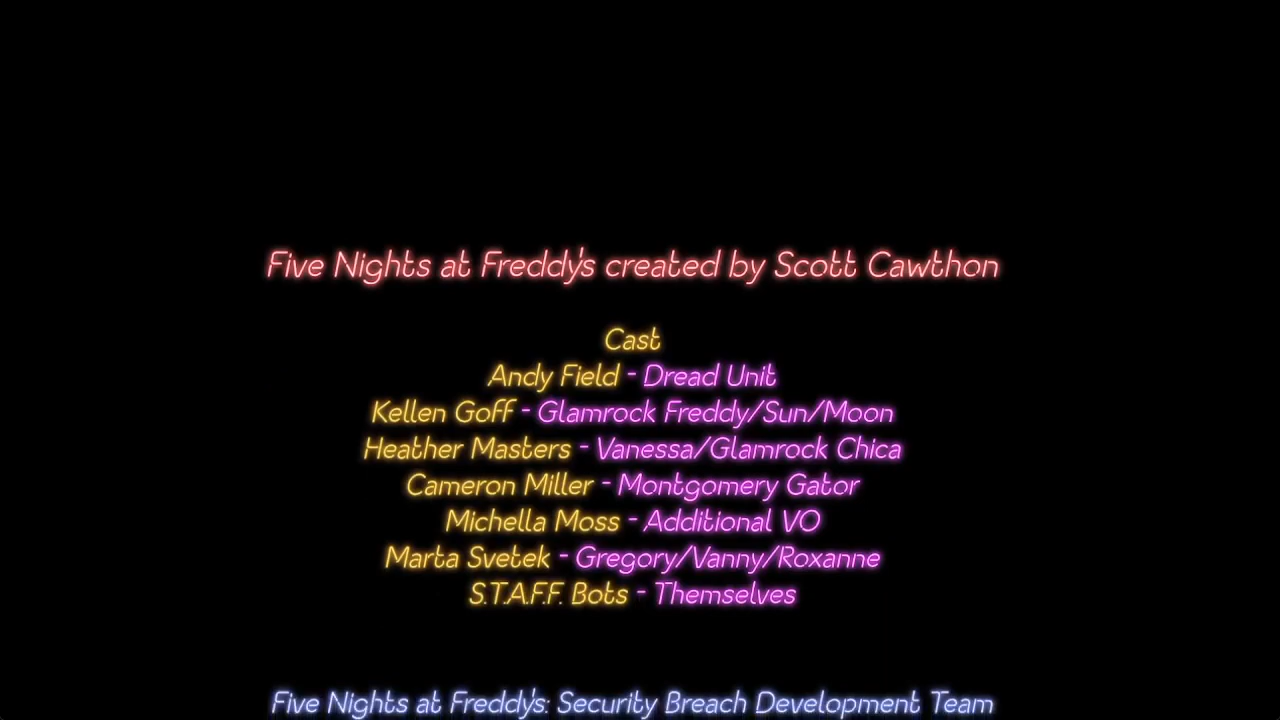 Five Nights at Freddy's created by Scott Cawthon
Cast
Andy Field - Dread Unit
Kellen Goff - Glamrock Freddy/Sun/Moon
Heather Masters - Vanessa/Glamrock Chica
Cameron Miller - Montgomery Gator
Michella Moss - Additional VO
Marta Svetek - Gregory/Vanny/Roxanne
S.T.A.F.F. Bots - Themselves
Five Nights at Freddy's: Security Breach Development Team